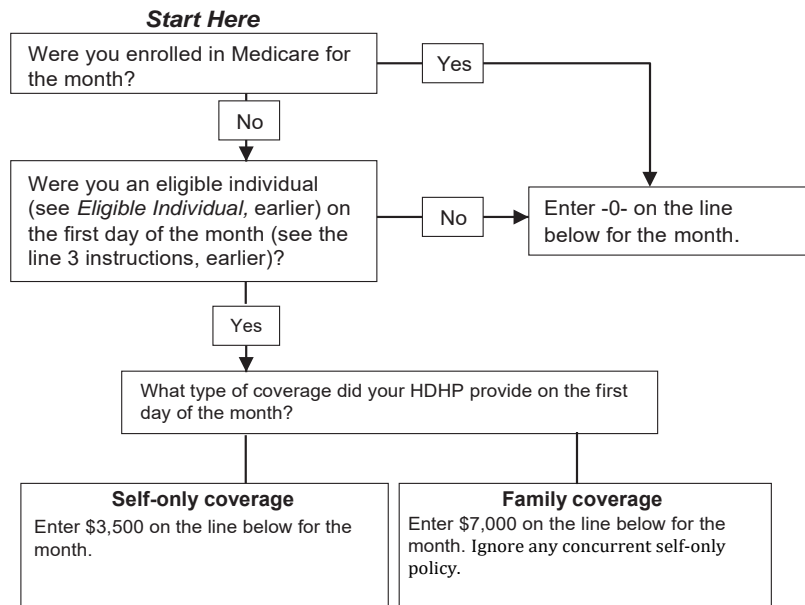 Start Here
Were you enrolled in Medicare for
the month?
Yes
No
Were you an eligible individual
(see Eligible Individual, earlier) on
the first day of the month (see the
line 3 instructions, earlier)?
No
Enter -0- on the line
below for the month.
Yes
What type of coverage did your HDHP provide on the first
day of the month?
Self-only coverage
Enter $3,500 on the line below for the
month.
Family coverage
Enter $7,000 on the line below for the
month. Ignore any concurrent self-only
policy.